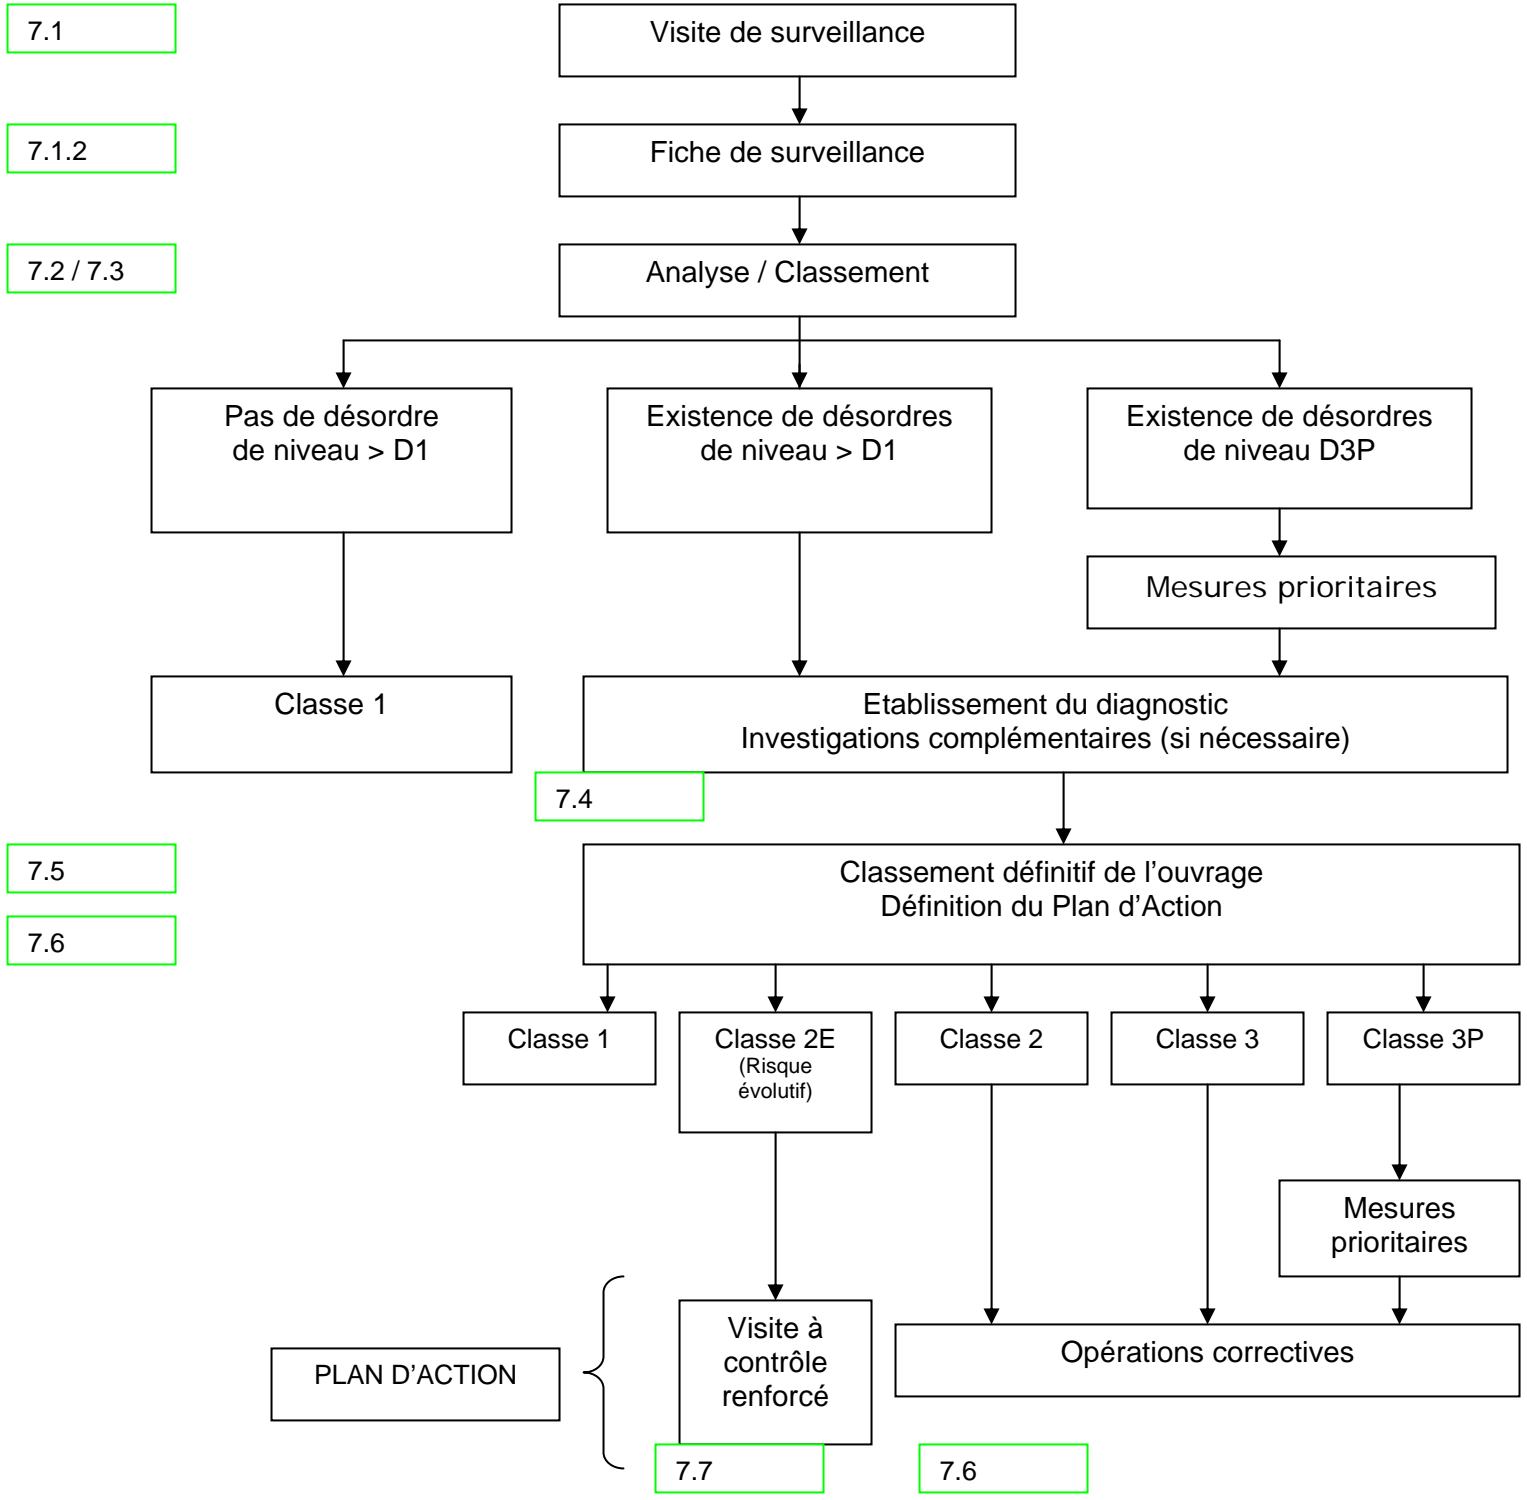 7.1
Visite de surveillance
7.1.2
Fiche de surveillance
7.2 / 7.3
Analyse / Classement
Pas de désordre
de niveau > D1
Existence de désordres
de niveau > D1
Existence de désordres
de niveau D3P
Mesures prioritaires
Classe 1
Etablissement du diagnostic
Investigations complémentaires (si nécessaire)
7.4
7.5
Classement définitif de l’ouvrage
Définition du Plan d’Action
7.6
Classe 1
Classe 2E
(Risque
évolutif)
Classe 2
Classe 3
Classe 3P
Mesures
prioritaires
PLAN D’ACTION
Visite à
contrôle
renforcé
Opérations correctives
7.7
7.6